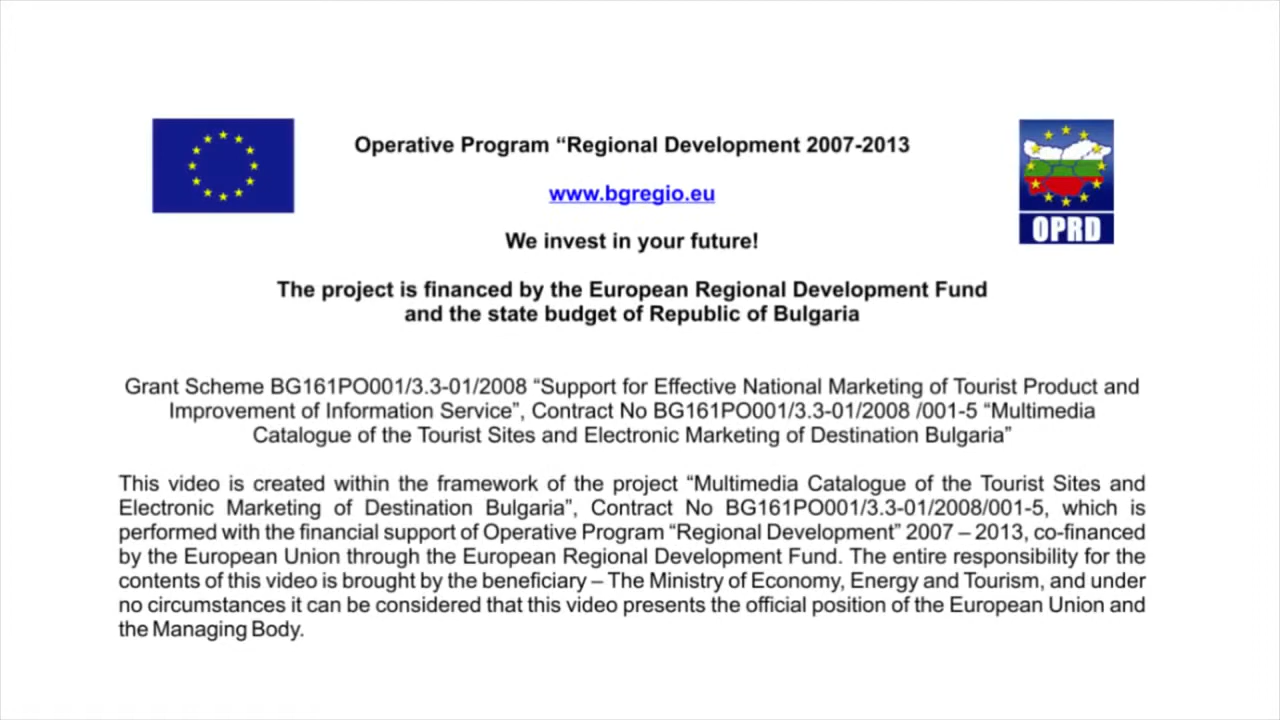 Operative Program “Regional Development 2007-2013
www.bgregio.eu
We invest in your future!
OPRD
The project is financed by the European Regional Development Fund
and the state budget of Republic of Bulgaria
Grant Scheme BG161PO001/3.3-01/2008 “Support for Effective National Marketing of Tourist Product and
Improvement of Information Service”, Contract No BG161PO001/3.3-01/2008 /001-5 “Multimedia
Catalogue of the Tourist Sites and Electronic Marketing of Destination Bulgaria”
This video is created within the framework of the project “Multimedia Catalogue of the Tourist Sites and
Electronic Marketing of Destination Bulgaria”, Contract No BG161PO001/3.3-01/2008/001-5, which is
performed with the financial support of Operative Program “Regional Development” 2007 – 2013, co-financed
by the European Union through the European Regional Development Fund. The entire responsibility for the
contents of this video is brought by the beneficiary – The Ministry of Economy, Energy and Tourism, and under
no circumstances it can be considered that this video presents the official position of the European Union and
the Managing Body.